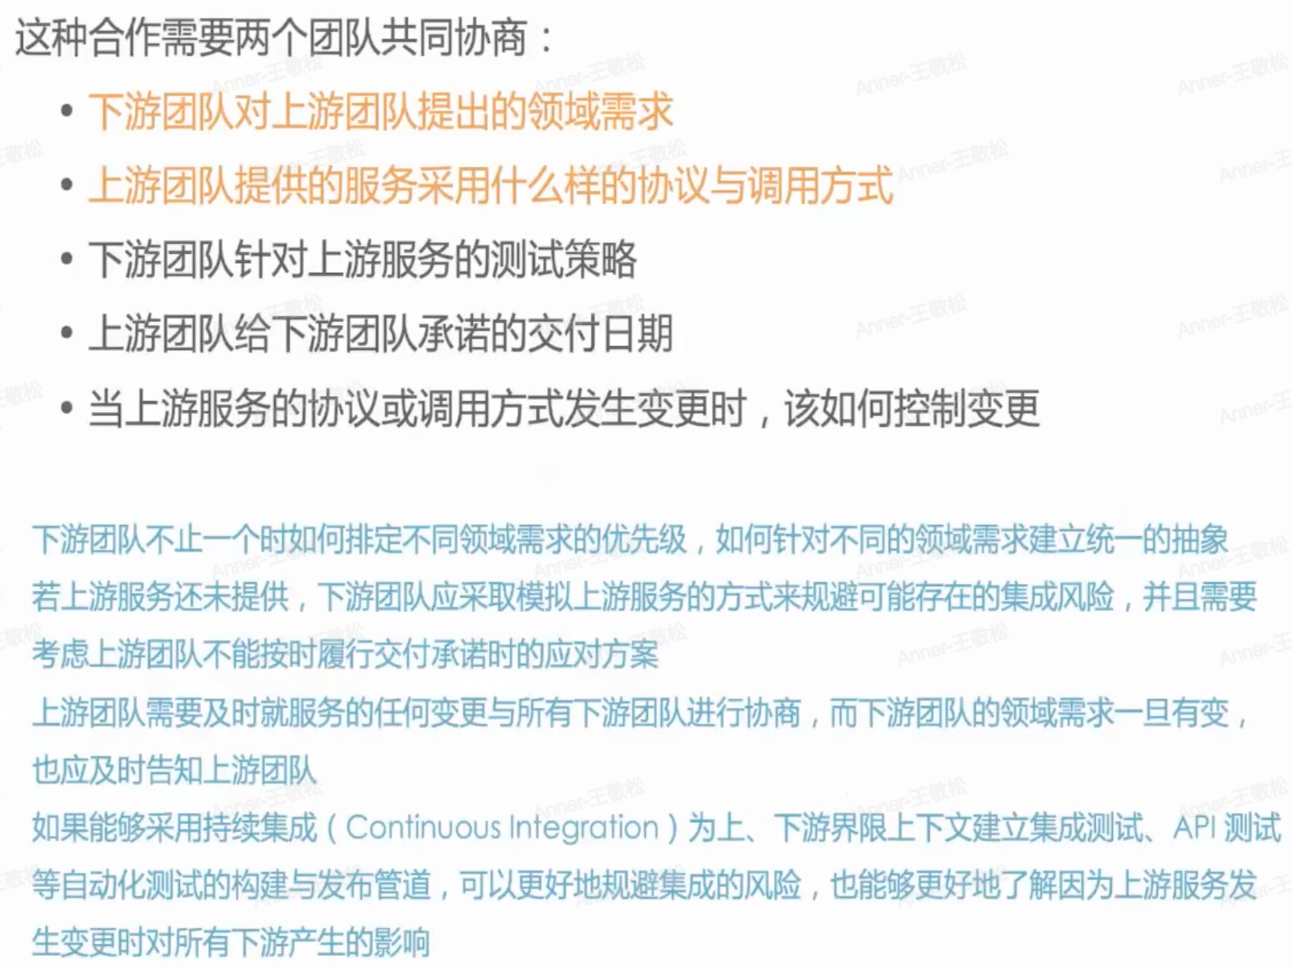 这种合作需要两个团队共同协商：
• 下游团队对上游团队提出的领域需求
• 上游团队提供的服务采用什么样的协议与调用方式
• 下游团队针对上游服务的测试策略
• 上游团队给下游团队承诺的交付日期
• 当上游服务的协议或调用方式发生变更时，该如何控制变更
下游团队不止一个时如何排定不同领域需求的优先级，如何针对不同的领域需求建立统一的抽象
若上游服务还未提供，下游团队应采取模拟上游服务的方式来规避可能存在的集成风险，并且需要
考虑上游团队不能按时履行交付承诺时的应对方案
上游团队需要及时就服务的任何变更与所有下游团队进行协商，而下游团队的领域需求一旦有变，
也应及时告知上游团队
如果能够采用持续集成（Continuous Integration）为上、下游界限上下文建立集成测试、API 测试
等自动化测试的构建与发布管道，可以更好地规避集成的风险，也能够更好地了解因为上游服务发
生变更时对所有下游产生的影响
Anner-王敬松